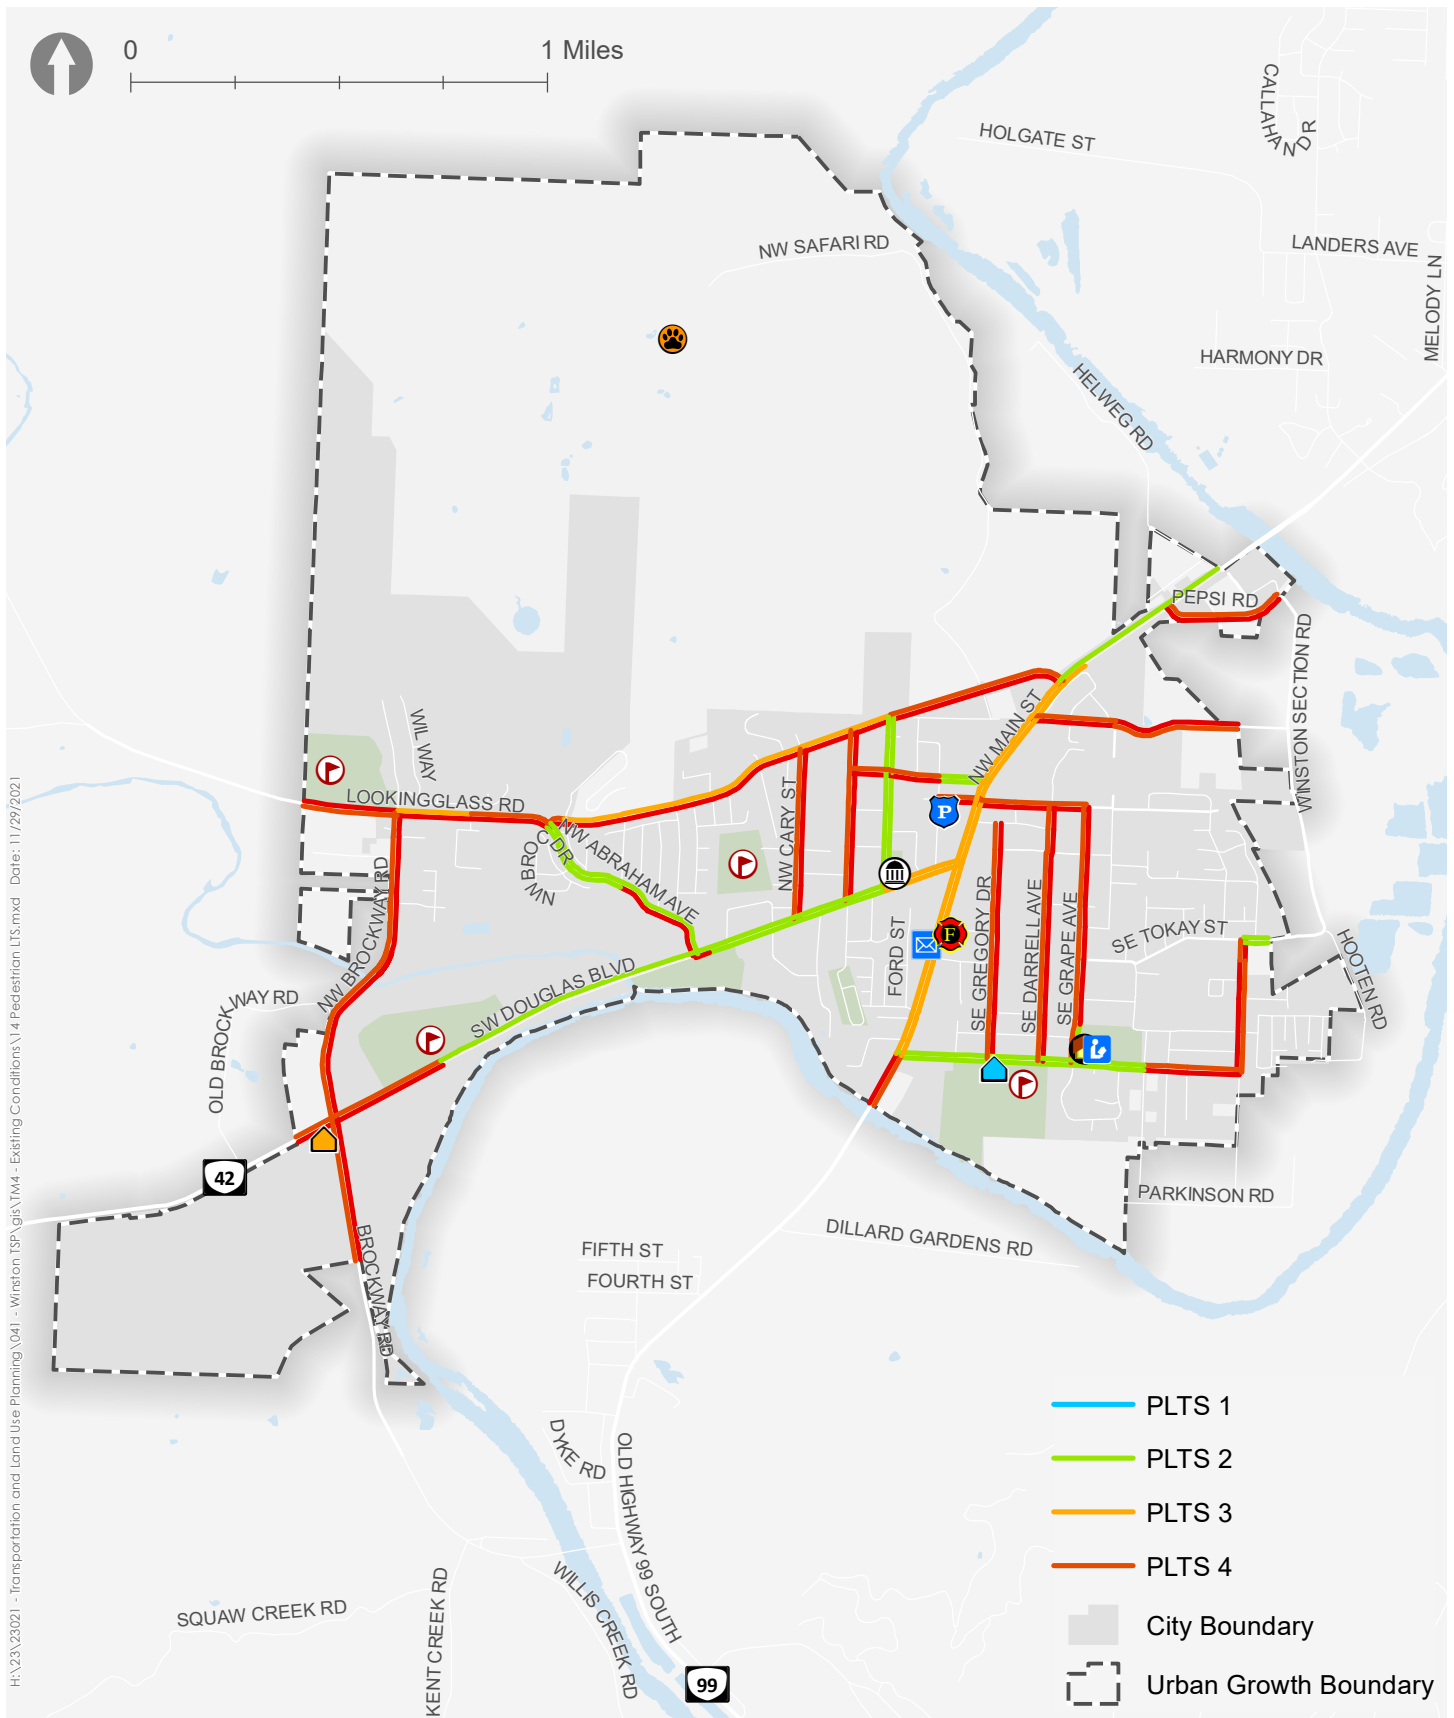 0 1 Miles
CALLAHAN DR
HOLGATE ST
NW SAFARI RD
LANDERS AVE
MELODY LN
HARMONY DR
HELWEG RD
PEPSI RD
WINSTON SECTION RD
NW MAIN ST
WIL WAY
LOOKINGGLASS RD
NW ABRAHAM AVE
NW BROC
C DR
NW CARY ST
P
NW BROCKWAY RD
SE GREGORY DR
SE DARRELL AVE
SE GRAPE AVE
SE TOKAY ST
FORD ST
F
HOOTEN RD
SW DOUGLAS BLVD
OLD BROCKWAY RD
42
PARKINSON RD
DILLARD GARDENS RD
BROCKWAY RD
FIFTH ST
FOURTH ST
DYKE RD
OLD HIGHWAY 99 SOUTH
WILLIS CREEK RD
KENT CREEK RD
SQUAW CREEK RD
99
PLTS 1
PLTS 2
PLTS 3
PLTS 4
City Boundary
Urban Growth Boundary
H:\23\23021 - Transportation and Land Use Planning\041 - Winston TSP\gis\TM4 - Existing Conditions\14 Pedestrian LTS.mxd Date: 11/29/2021